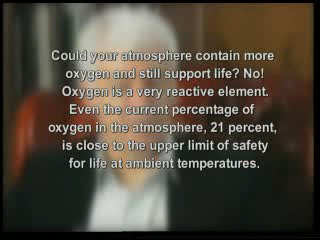 Could your atmosphere contain more
oxygen and still support life? No!
Oxygen is a very reactive element.
Even the current percentage of
oxygen in the atmosphere, 21 percent,
is close to the upper limit of safety
for life at ambient temperatures.